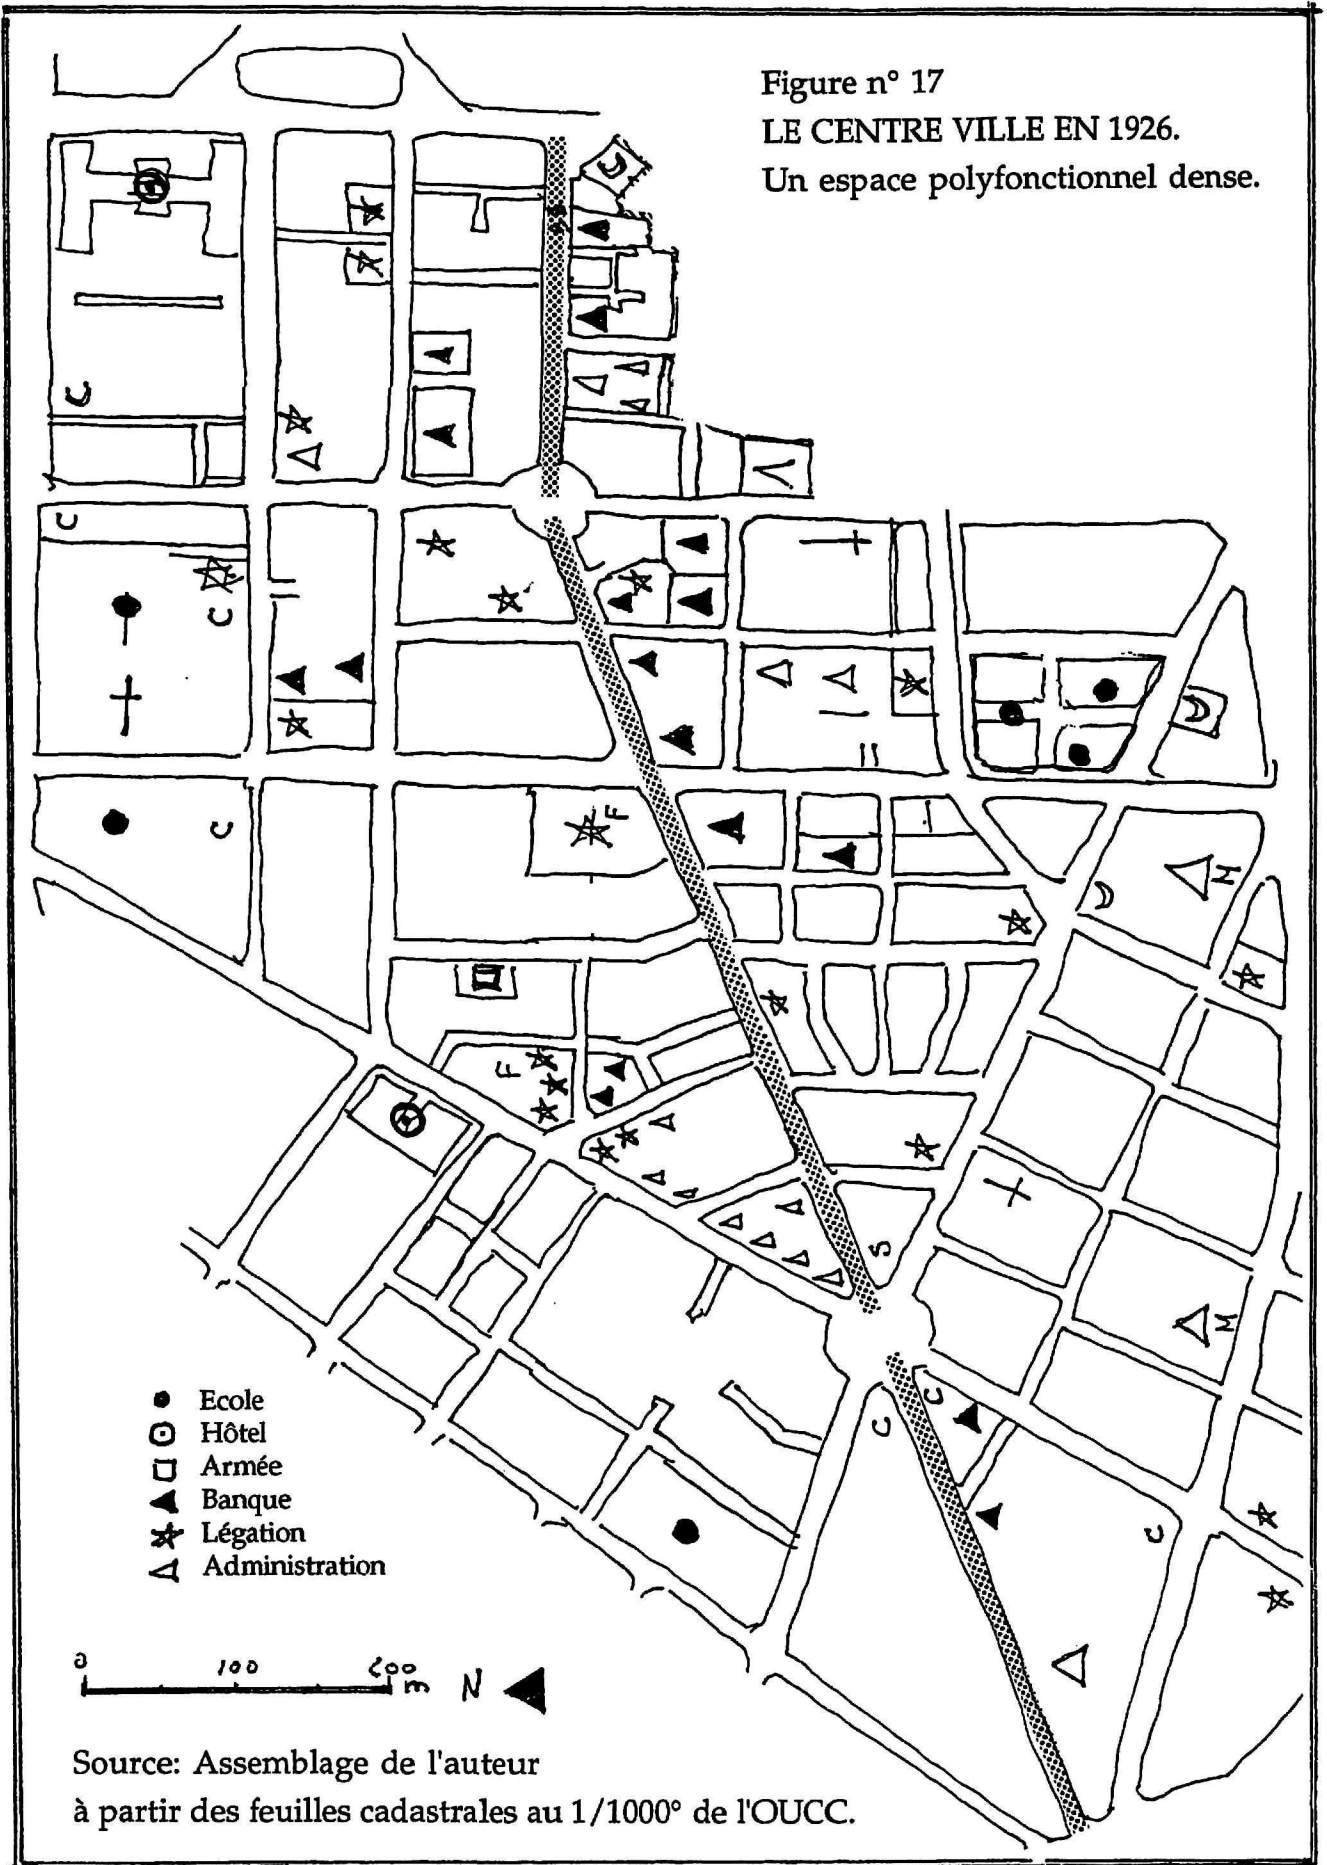 Figure n° 17
LE CENTRE VILLE EN 1926.
Un espace polyfonctionnel dense.
C
C
C
C
C
F
M
F
S
M
C
C
C
Ecole
Hôtel
Armée
Banque
Légation
Administration
0 100 200 m N
Source: Assemblage de l'auteur
à partir des feuilles cadastrales au 1/1000° de l'OUCC.